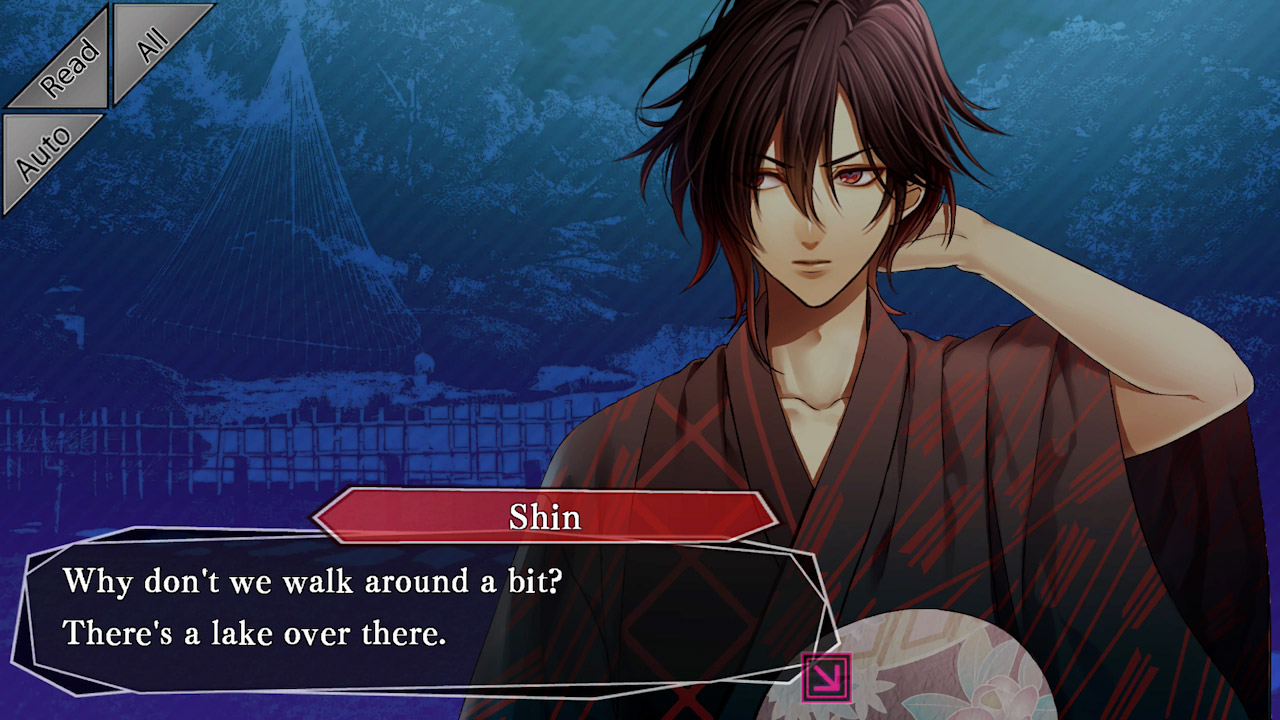 Read
All
Auto
Shin
Why don't we walk around a bit?
There's a lake over there.